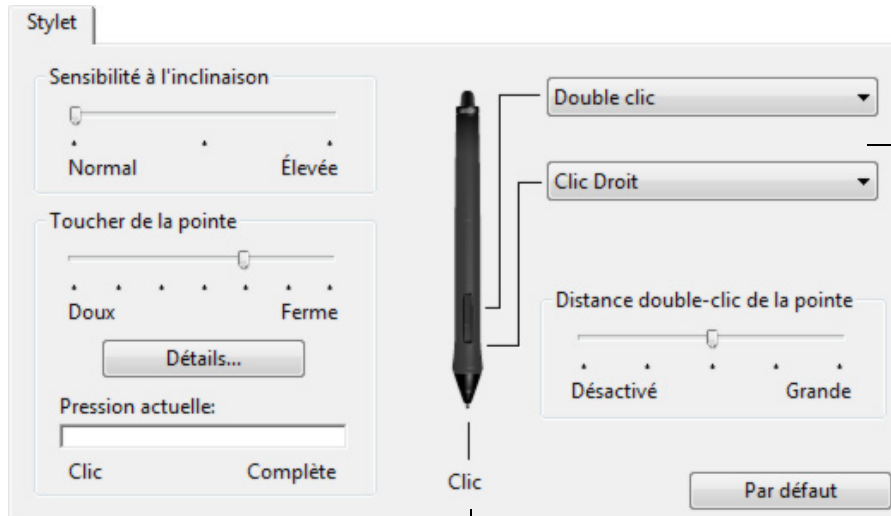 Stylet
Sensibilité à l'inclinaison
Normal Élevée
Toucher de la pointe
Doux Ferme
Détails...
Pression actuelle:
Clic Complète
Double clic
Clic Droit
Clic
Distance double-clic de la pointe
Désactivé Grande
Par défaut